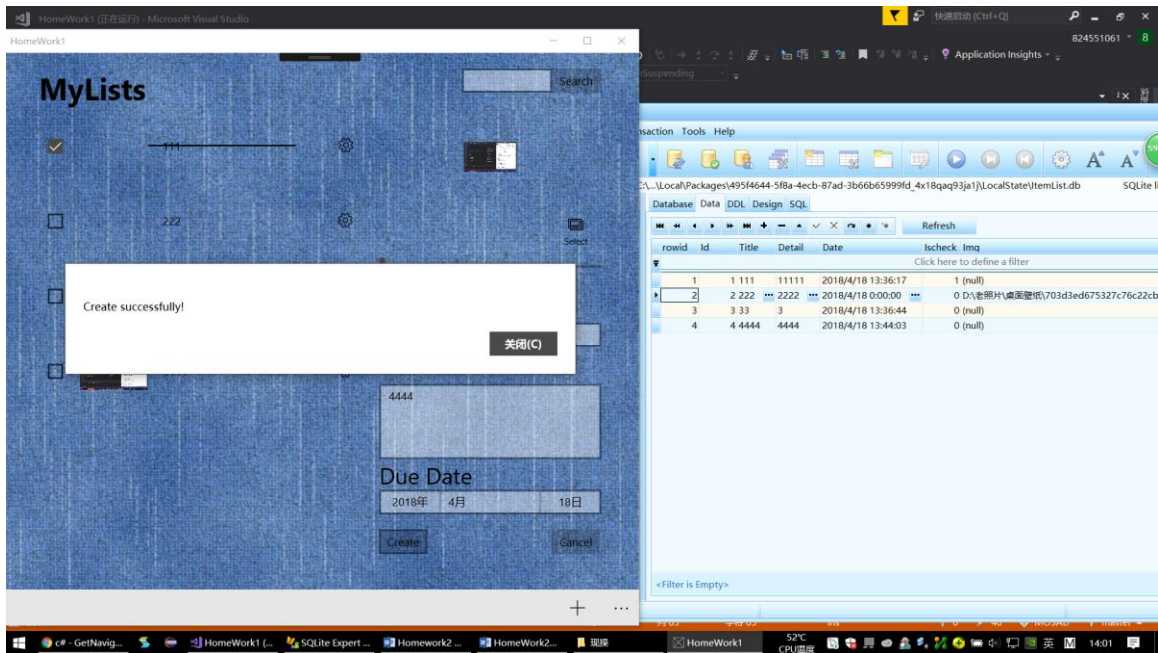 HomeWork1 (正在运行) - Microsoft Visual Studio
快速启动 (Ctrl+Q)
824551061
8
HomeWork1
Application Insights
Suspending
MyLists
Search
111
222
Select
Create successfully!
关闭(C)
4444
Due Date
2018年 4月 18日
Create Cancel
...
saction Tools Help
:\...\Local\Packages\495f4644-5f8a-4ecb-87ad-3b66b65999fd_4x18qaq93ja1j\LocalState\ItemList.db SQLite li
Database Data DDL Design SQL
Refresh
rowid Id Title Detail Date Ischeck Img
Click here to define a filter
1 1 111 11111 2018/4/18 13:36:17 1 (null)
2 2 222 ... 2222 ... 2018/4/18 0:00:00 ... 0 D:\老照片\桌面壁纸\703d3ed675327c76c22cb
3 3 33 3 2018/4/18 13:36:44 0 (null)
4 4 4444 4444 2018/4/18 13:44:03 0 (null)
<Filter is Empty>
c# - GetNavig... HomeWork1 (... SQLite Expert ... Homework2 ... HomeWork2... 现操 HomeWork1
52℃
CPU温度
英 M 14:01